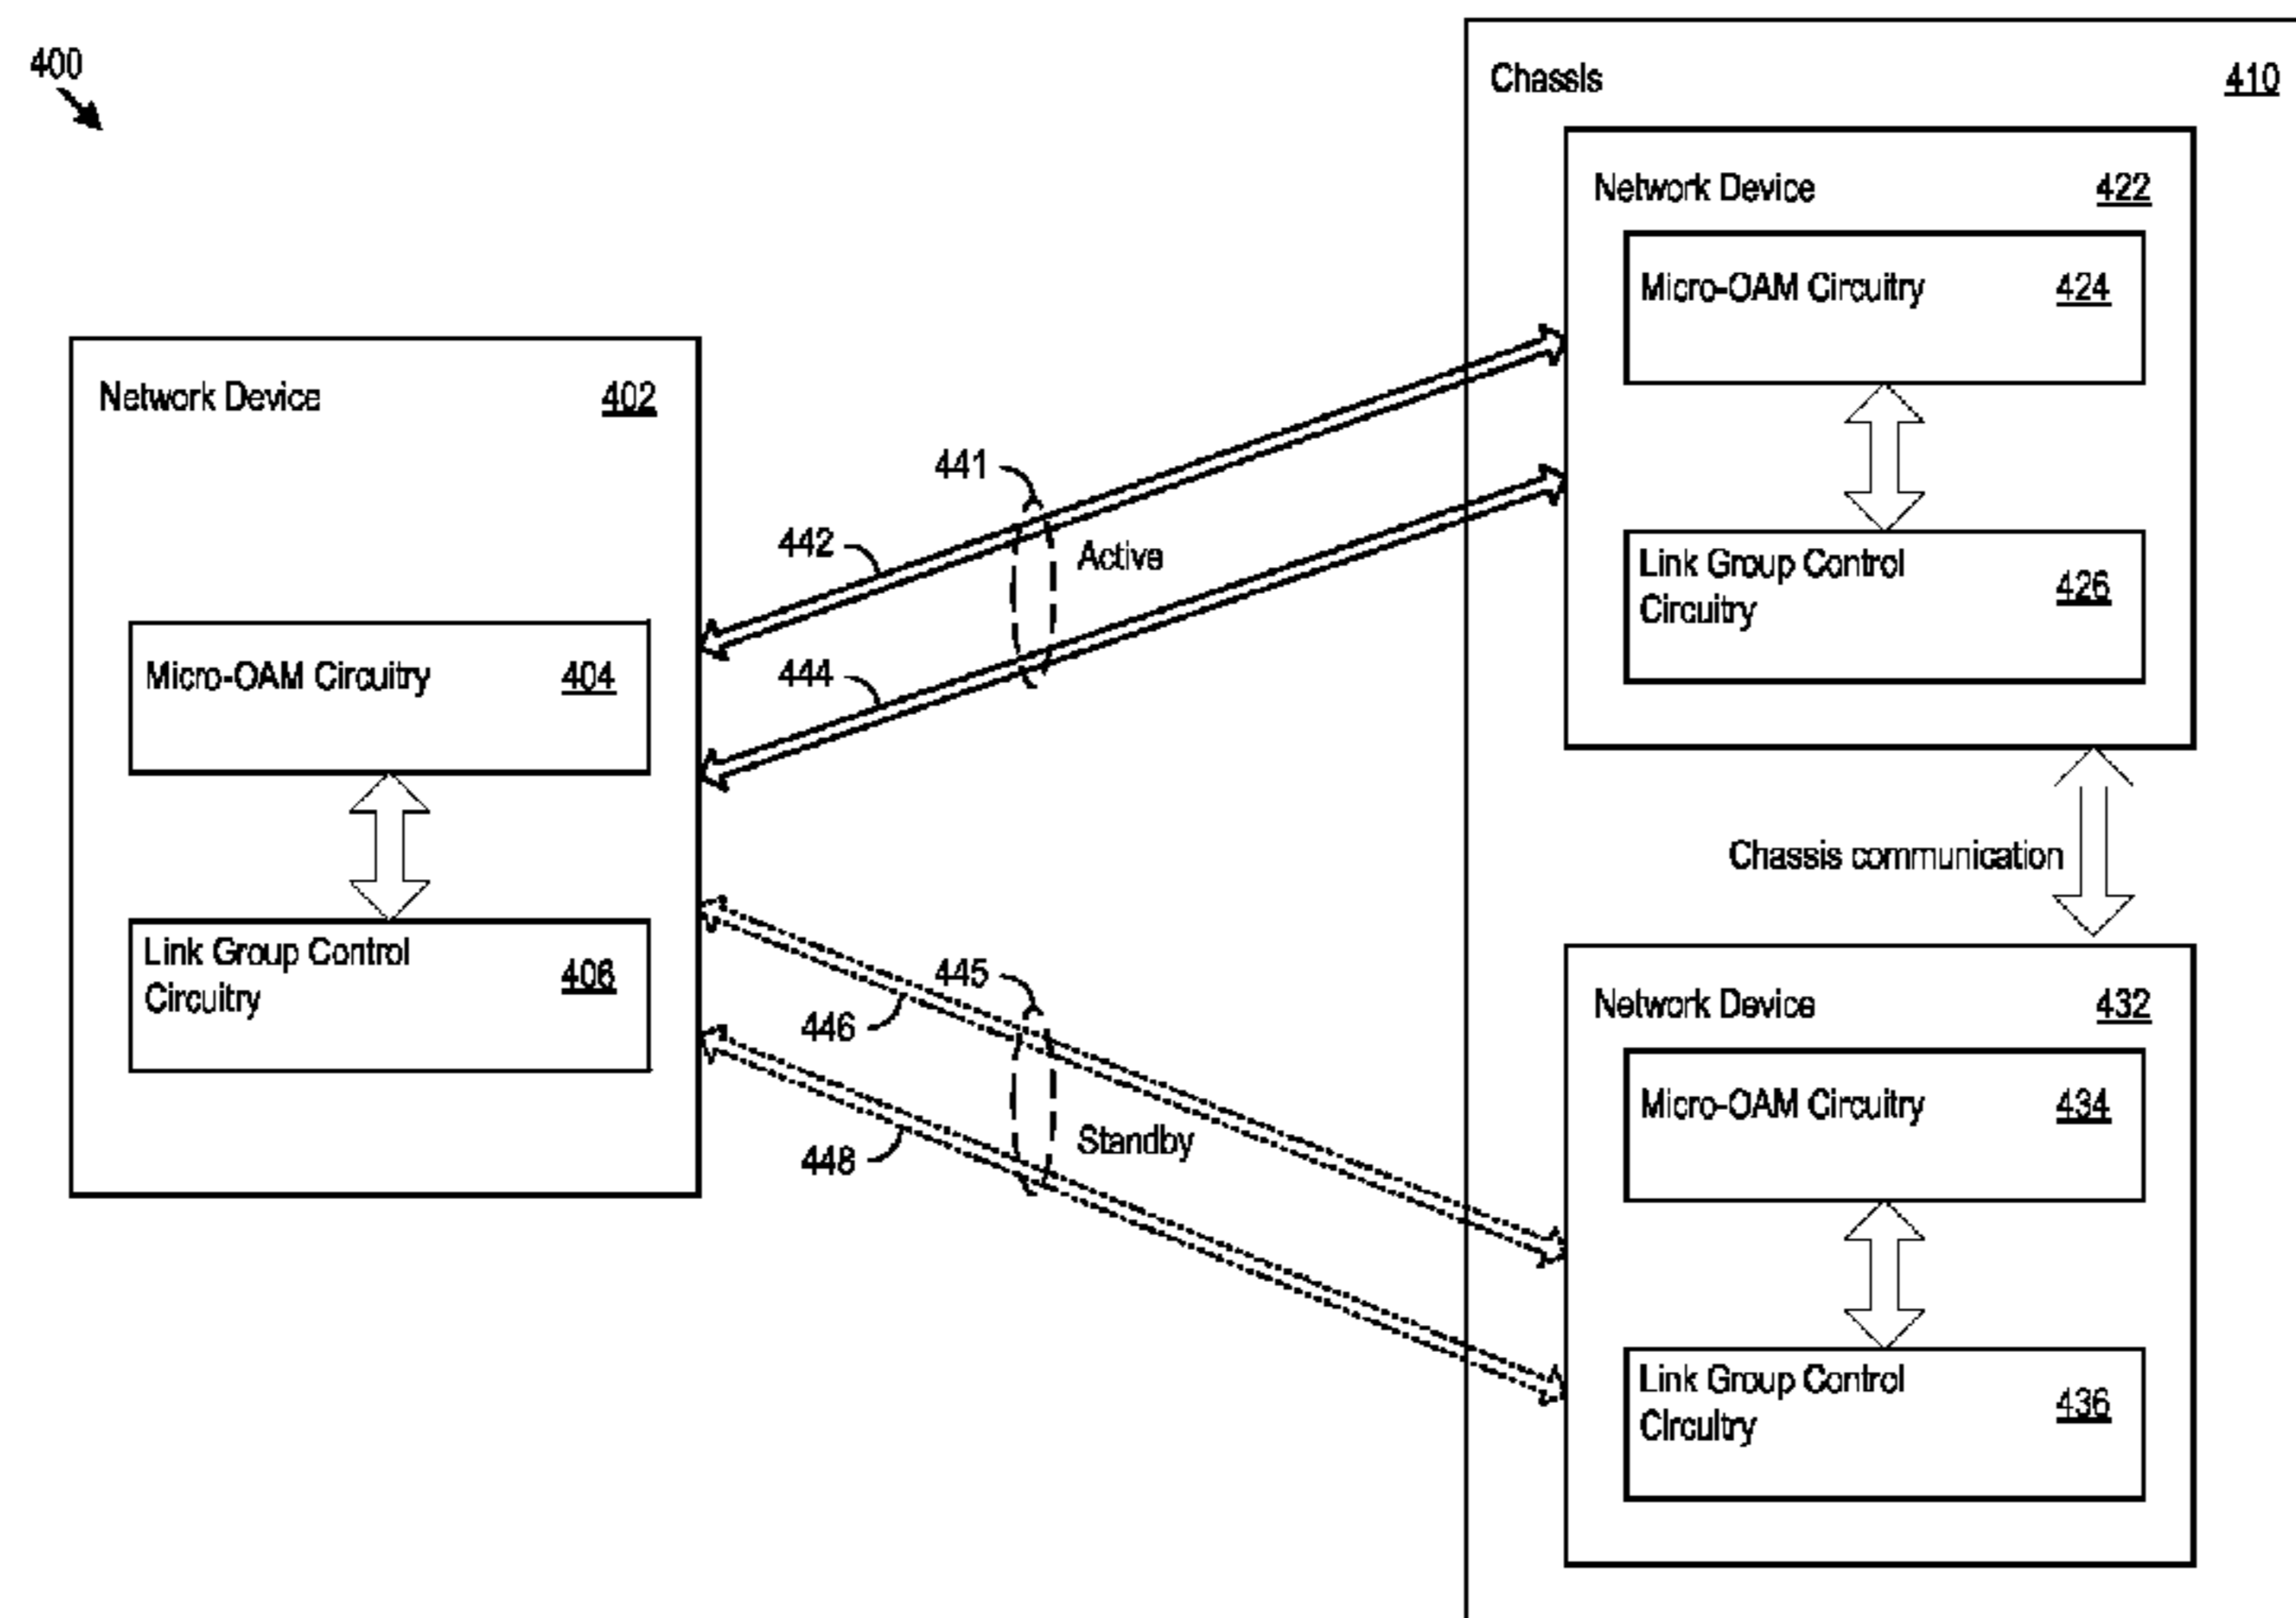 400
Chassis 410
Network Device 422
Micro-OAM Circuitry 424
Link Group Control
Circuitry 426
Network Device 402
Micro-OAM Circuitry 404
Link Group Control
Circuitry 406
441
442
Active
444
Chassis communication
445
446
Standby
448
Network Device 432
Micro-OAM Circuitry 434
Link Group Control
Circuitry 436